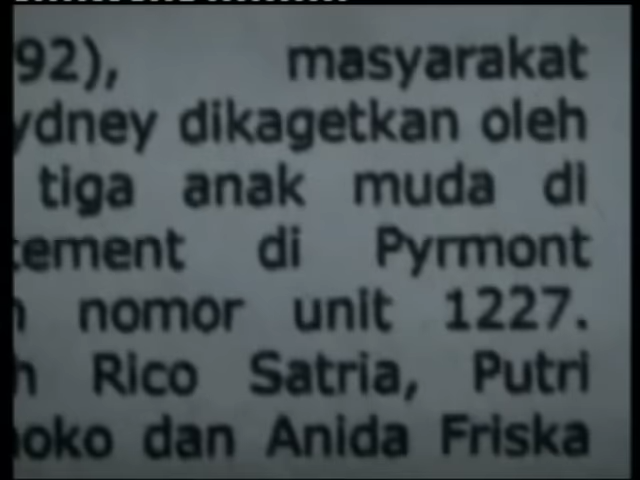 92), masyarakat
ydney dikagetkan oleh
tiga anak muda di
tement di Pyrmont
n nomor unit 1227.
h Rico Satria, Putri
oko dan Anida Friska